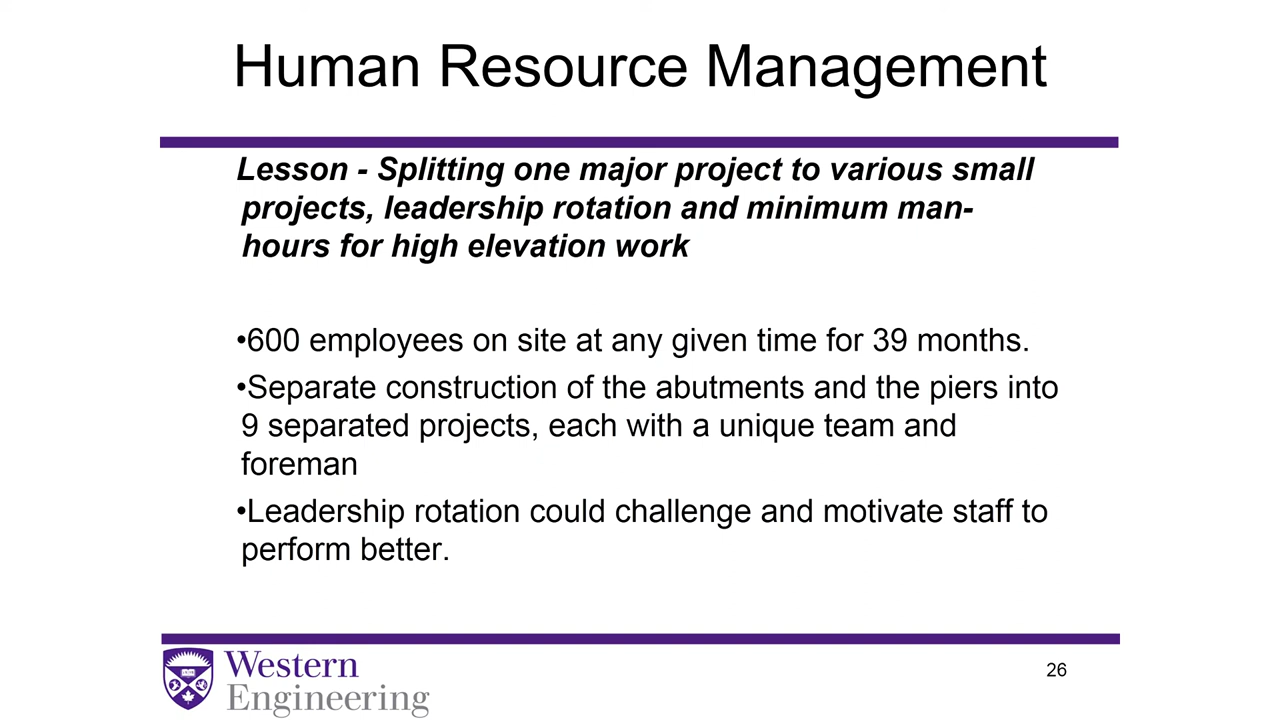 Human Resource Management
Lesson - Splitting one major project to various small
projects, leadership rotation and minimum man-
hours for high elevation work
•600 employees on site at any given time for 39 months.
•Separate construction of the abutments and the piers into
9 separated projects, each with a unique team and
foreman
•Leadership rotation could challenge and motivate staff to
perform better.
Western
Engineering
26